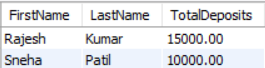 FirstName LastName TotalDeposits
Rajesh Kumar 15000.00
Sneha Patil 10000.00